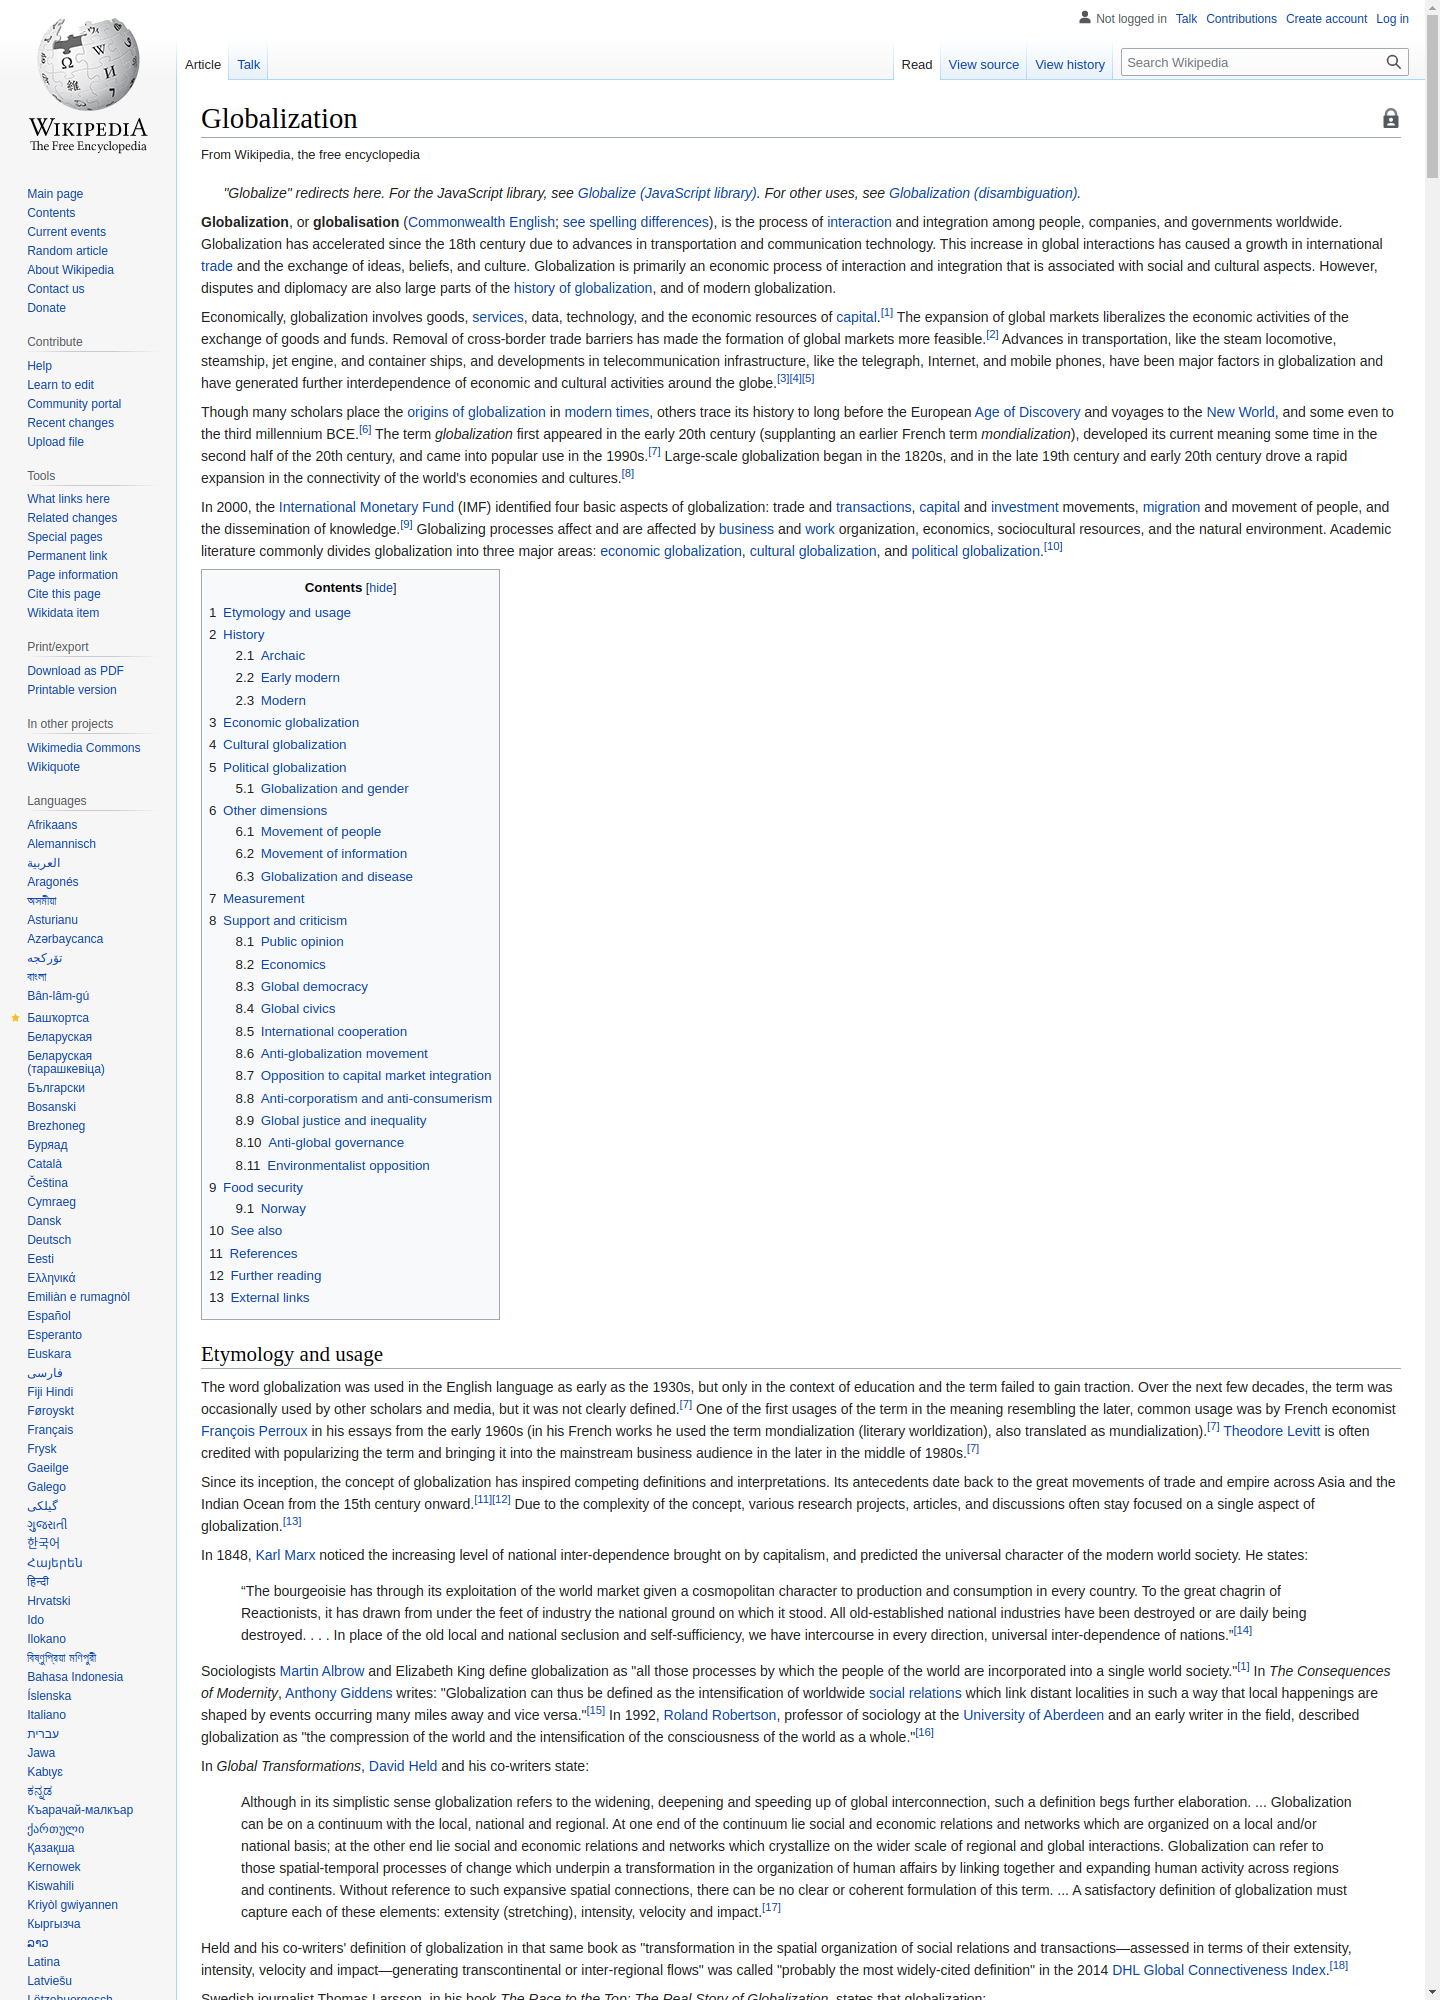 Not logged in Talk Contributions Create account Log in
Article Talk Read View source View history Search Wikipedia
WIKIPEDIA
The Free Encyclopedia
Main page
Contents
Current events
Random article
About Wikipedia
Contact us
Donate
Contribute
Help
Learn to edit
Community portal
Recent changes
Upload file
Tools
What links here
Related changes
Special pages
Permanent link
Page information
Cite this page
Wikidata item
Print/export
Download as PDF
Printable version
In other projects
Wikimedia Commons
Wikiquote
Languages
Afrikaans
Alemannisch
العربية
Aragonés
অসমীয়া
Asturianu
Azərbaycanca
تۆرکجه
বাংলা
Bân-lâm-gú
Башҡортса
Беларуская
Беларуская
(тарашкевіца)
Български
Bosanski
Brezhoneg
Буряад
Català
Čeština
Cymraeg
Dansk
Deutsch
Eesti
Ελληνικά
Emiliàn e rumagnòl
Español
Esperanto
Euskara
فارسی
Fiji Hindi
Føroyskt
Français
Frysk
Gaeilge
Galego
گیلکی
ગુજરાતી
한국어
Հայերեն
हिन्दी
Hrvatski
Ido
Ilokano
বিষ্ণুপ্রিয়া মণিপুরী
Bahasa Indonesia
Íslenska
Italiano
עברית
Jawa
Kabɩyɛ
ಕನ್ನಡ
Къарачай-малкъар
ქართული
Қазақша
Kernowek
Kiswahili
Kriyòl gwiyannen
Кыргызча
ລາວ
Latina
Latviešu
Lëtzebuergesch
Globalization
From Wikipedia, the free encyclopedia
"Globalize" redirects here. For the JavaScript library, see Globalize (JavaScript library). For other uses, see Globalization (disambiguation).
Globalization, or globalisation (Commonwealth English; see spelling differences), is the process of interaction and integration among people, companies, and governments worldwide.
Globalization has accelerated since the 18th century due to advances in transportation and communication technology. This increase in global interactions has caused a growth in international
trade and the exchange of ideas, beliefs, and culture. Globalization is primarily an economic process of interaction and integration that is associated with social and cultural aspects. However,
disputes and diplomacy are also large parts of the history of globalization, and of modern globalization.
Economically, globalization involves goods, services, data, technology, and the economic resources of capital.[1] The expansion of global markets liberalizes the economic activities of the
exchange of goods and funds. Removal of cross-border trade barriers has made the formation of global markets more feasible.[2] Advances in transportation, like the steam locomotive,
steamship, jet engine, and container ships, and developments in telecommunication infrastructure, like the telegraph, Internet, and mobile phones, have been major factors in globalization and
have generated further interdependence of economic and cultural activities around the globe.[3][4][5]
Though many scholars place the origins of globalization in modern times, others trace its history to long before the European Age of Discovery and voyages to the New World, and some even to
the third millennium BCE.[6] The term globalization first appeared in the early 20th century (supplanting an earlier French term mondialization), developed its current meaning some time in the
second half of the 20th century, and came into popular use in the 1990s.[7] Large-scale globalization began in the 1820s, and in the late 19th century and early 20th century drove a rapid
expansion in the connectivity of the world's economies and cultures.[8]
In 2000, the International Monetary Fund (IMF) identified four basic aspects of globalization: trade and transactions, capital and investment movements, migration and movement of people, and
the dissemination of knowledge.[9] Globalizing processes affect and are affected by business and work organization, economics, sociocultural resources, and the natural environment. Academic
literature commonly divides globalization into three major areas: economic globalization, cultural globalization, and political globalization.[10]
Contents [hide]
1 Etymology and usage
2 History
2.1 Archaic
2.2 Early modern
2.3 Modern
3 Economic globalization
4 Cultural globalization
5 Political globalization
5.1 Globalization and gender
6 Other dimensions
6.1 Movement of people
6.2 Movement of information
6.3 Globalization and disease
7 Measurement
8 Support and criticism
8.1 Public opinion
8.2 Economics
8.3 Global democracy
8.4 Global civics
8.5 International cooperation
8.6 Anti-globalization movement
8.7 Opposition to capital market integration
8.8 Anti-corporatism and anti-consumerism
8.9 Global justice and inequality
8.10 Anti-global governance
8.11 Environmentalist opposition
9 Food security
9.1 Norway
10 See also
11 References
12 Further reading
13 External links
Etymology and usage
The word globalization was used in the English language as early as the 1930s, but only in the context of education and the term failed to gain traction. Over the next few decades, the term was
occasionally used by other scholars and media, but it was not clearly defined.[7] One of the first usages of the term in the meaning resembling the later, common usage was by French economist
François Perroux in his essays from the early 1960s (in his French works he used the term mondialization (literary worldization), also translated as mundialization).[7] Theodore Levitt is often
credited with popularizing the term and bringing it into the mainstream business audience in the later in the middle of 1980s.[7]
Since its inception, the concept of globalization has inspired competing definitions and interpretations. Its antecedents date back to the great movements of trade and empire across Asia and the
Indian Ocean from the 15th century onward.[11][12] Due to the complexity of the concept, various research projects, articles, and discussions often stay focused on a single aspect of
globalization.[13]
In 1848, Karl Marx noticed the increasing level of national inter-dependence brought on by capitalism, and predicted the universal character of the modern world society. He states:
“The bourgeoisie has through its exploitation of the world market given a cosmopolitan character to production and consumption in every country. To the great chagrin of
Reactionists, it has drawn from under the feet of industry the national ground on which it stood. All old-established national industries have been destroyed or are daily being
destroyed. . . . In place of the old local and national seclusion and self-sufficiency, we have intercourse in every direction, universal inter-dependence of nations.”[14]
Sociologists Martin Albrow and Elizabeth King define globalization as "all those processes by which the people of the world are incorporated into a single world society."[1] In The Consequences
of Modernity, Anthony Giddens writes: "Globalization can thus be defined as the intensification of worldwide social relations which link distant localities in such a way that local happenings are
shaped by events occurring many miles away and vice versa."[15] In 1992, Roland Robertson, professor of sociology at the University of Aberdeen and an early writer in the field, described
globalization as "the compression of the world and the intensification of the consciousness of the world as a whole."[16]
In Global Transformations, David Held and his co-writers state:
Although in its simplistic sense globalization refers to the widening, deepening and speeding up of global interconnection, such a definition begs further elaboration. ... Globalization
can be on a continuum with the local, national and regional. At one end of the continuum lie social and economic relations and networks which are organized on a local and/or
national basis; at the other end lie social and economic relations and networks which crystallize on the wider scale of regional and global interactions. Globalization can refer to
those spatial-temporal processes of change which underpin a transformation in the organization of human affairs by linking together and expanding human activity across regions
and continents. Without reference to such expansive spatial connections, there can be no clear or coherent formulation of this term. ... A satisfactory definition of globalization must
capture each of these elements: extensity (stretching), intensity, velocity and impact.[17]
Held and his co-writers' definition of globalization in that same book as "transformation in the spatial organization of social relations and transactions—assessed in terms of their extensity,
intensity, velocity and impact—generating transcontinental or inter-regional flows" was called "probably the most widely-cited definition" in the 2014 DHL Global Connectiveness Index.[18]
Swedish journalist Thomas Larsson, in his book The Race to the Top: The Real Story of Globalization, states that globalization: